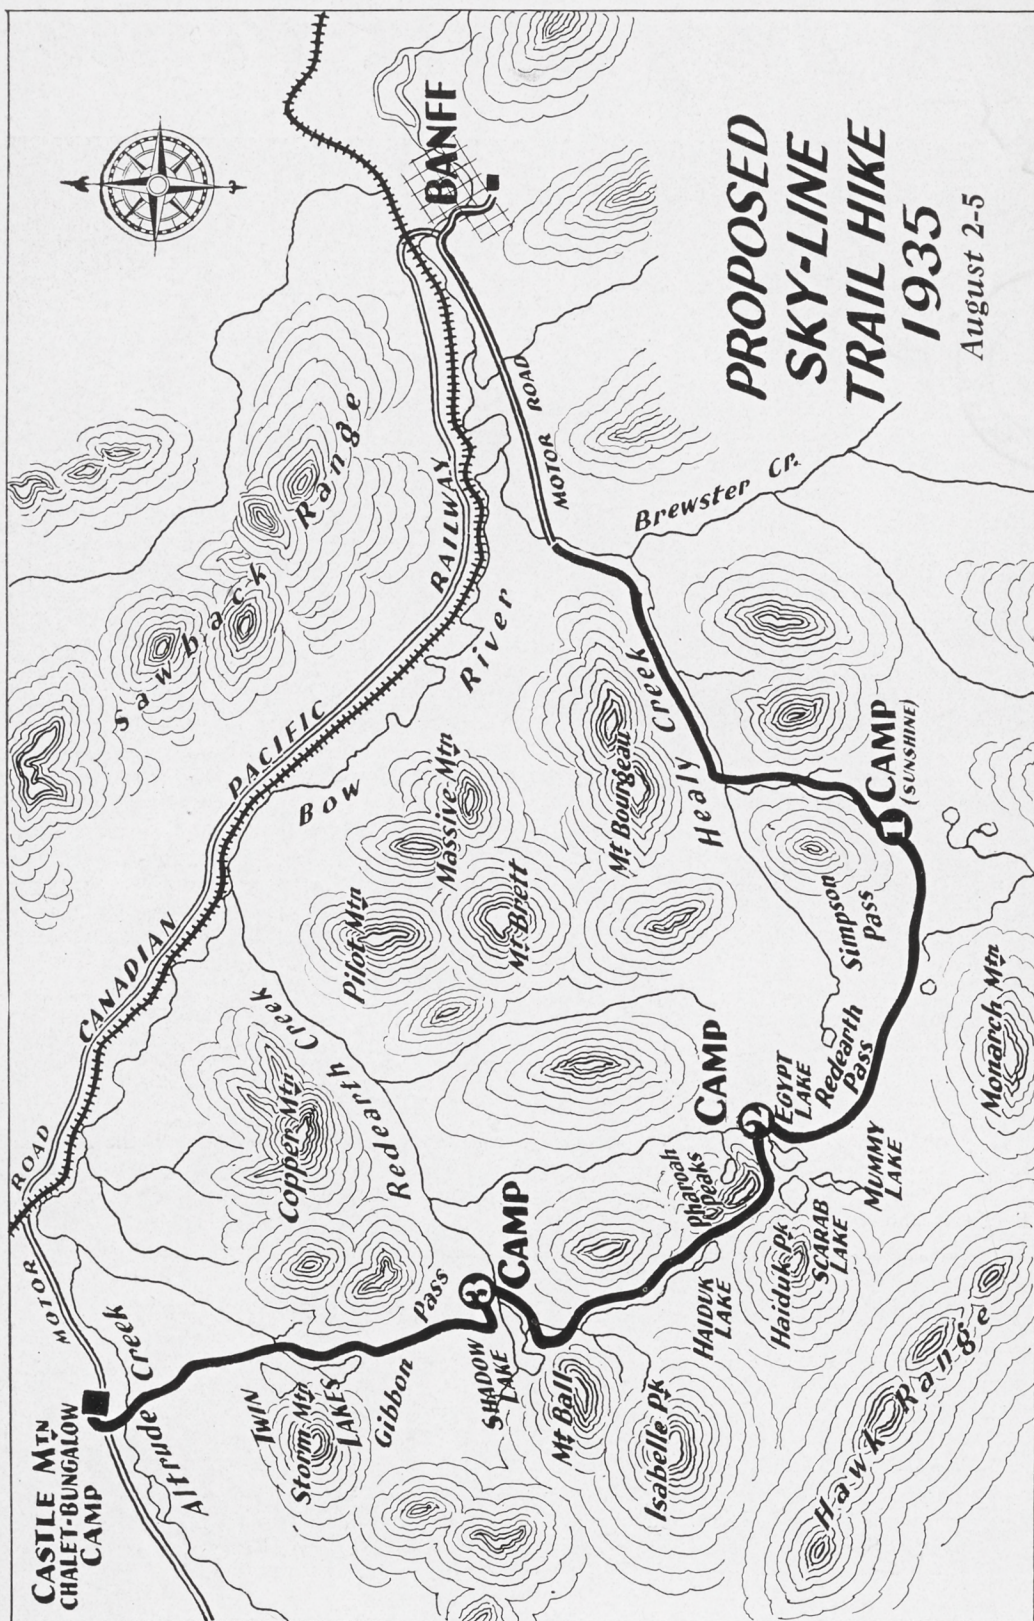 PROPOSED
SKY-LINE
TRAIL HIKE
1935
August 2-5
BANFF
Sawback Range
MOTOR ROAD
CANADIAN PACIFIC RAILWAY
Bow River
MOTOR ROAD
Brewster Cr.
Healy Creek
Massive Mtn
Pilot Mtn
Mt Brett
Mt Bourgeau
1
CAMP
(SUNSHINE)
Simpson
Pass
Redearth
Pass
Monarch Mtn
Copper Mtn
Redearth Creek
2
CAMP
EGYPT
LAKE
MUMMY
LAKE
SCARAB
LAKE
Pharoah
Peaks
Haiduk Pk
HAIDUK
LAKE
3
CAMP
SHADOW
LAKE
Gibbon Pass
TWIN
LAKES
Storm Mtn
Mt Ball
Isabelle Pk
Hawk Range
Altrude Creek
CASTLE MTN
CHALET-BUNGALOW
CAMP